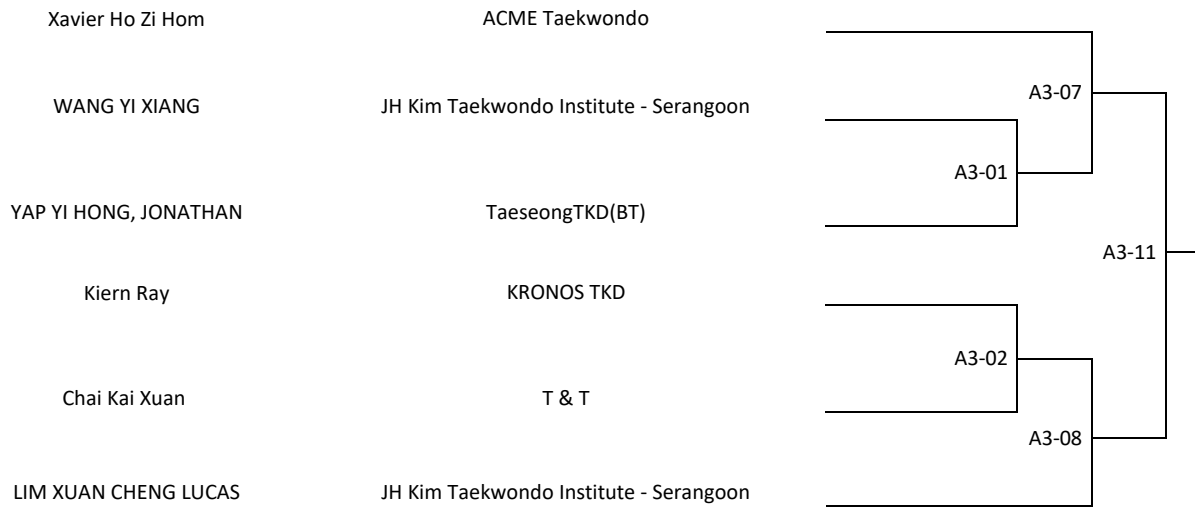 Xavier Ho Zi Hom ACME Taekwondo
A3-07
WANG YI XIANG JH Kim Taekwondo Institute - Serangoon
A3-01
YAP YI HONG, JONATHAN TaeseongTKD(BT)
A3-11
Kiern Ray KRONOS TKD
A3-02
Chai Kai Xuan T & T
A3-08
LIM XUAN CHENG LUCAS JH Kim Taekwondo Institute - Serangoon